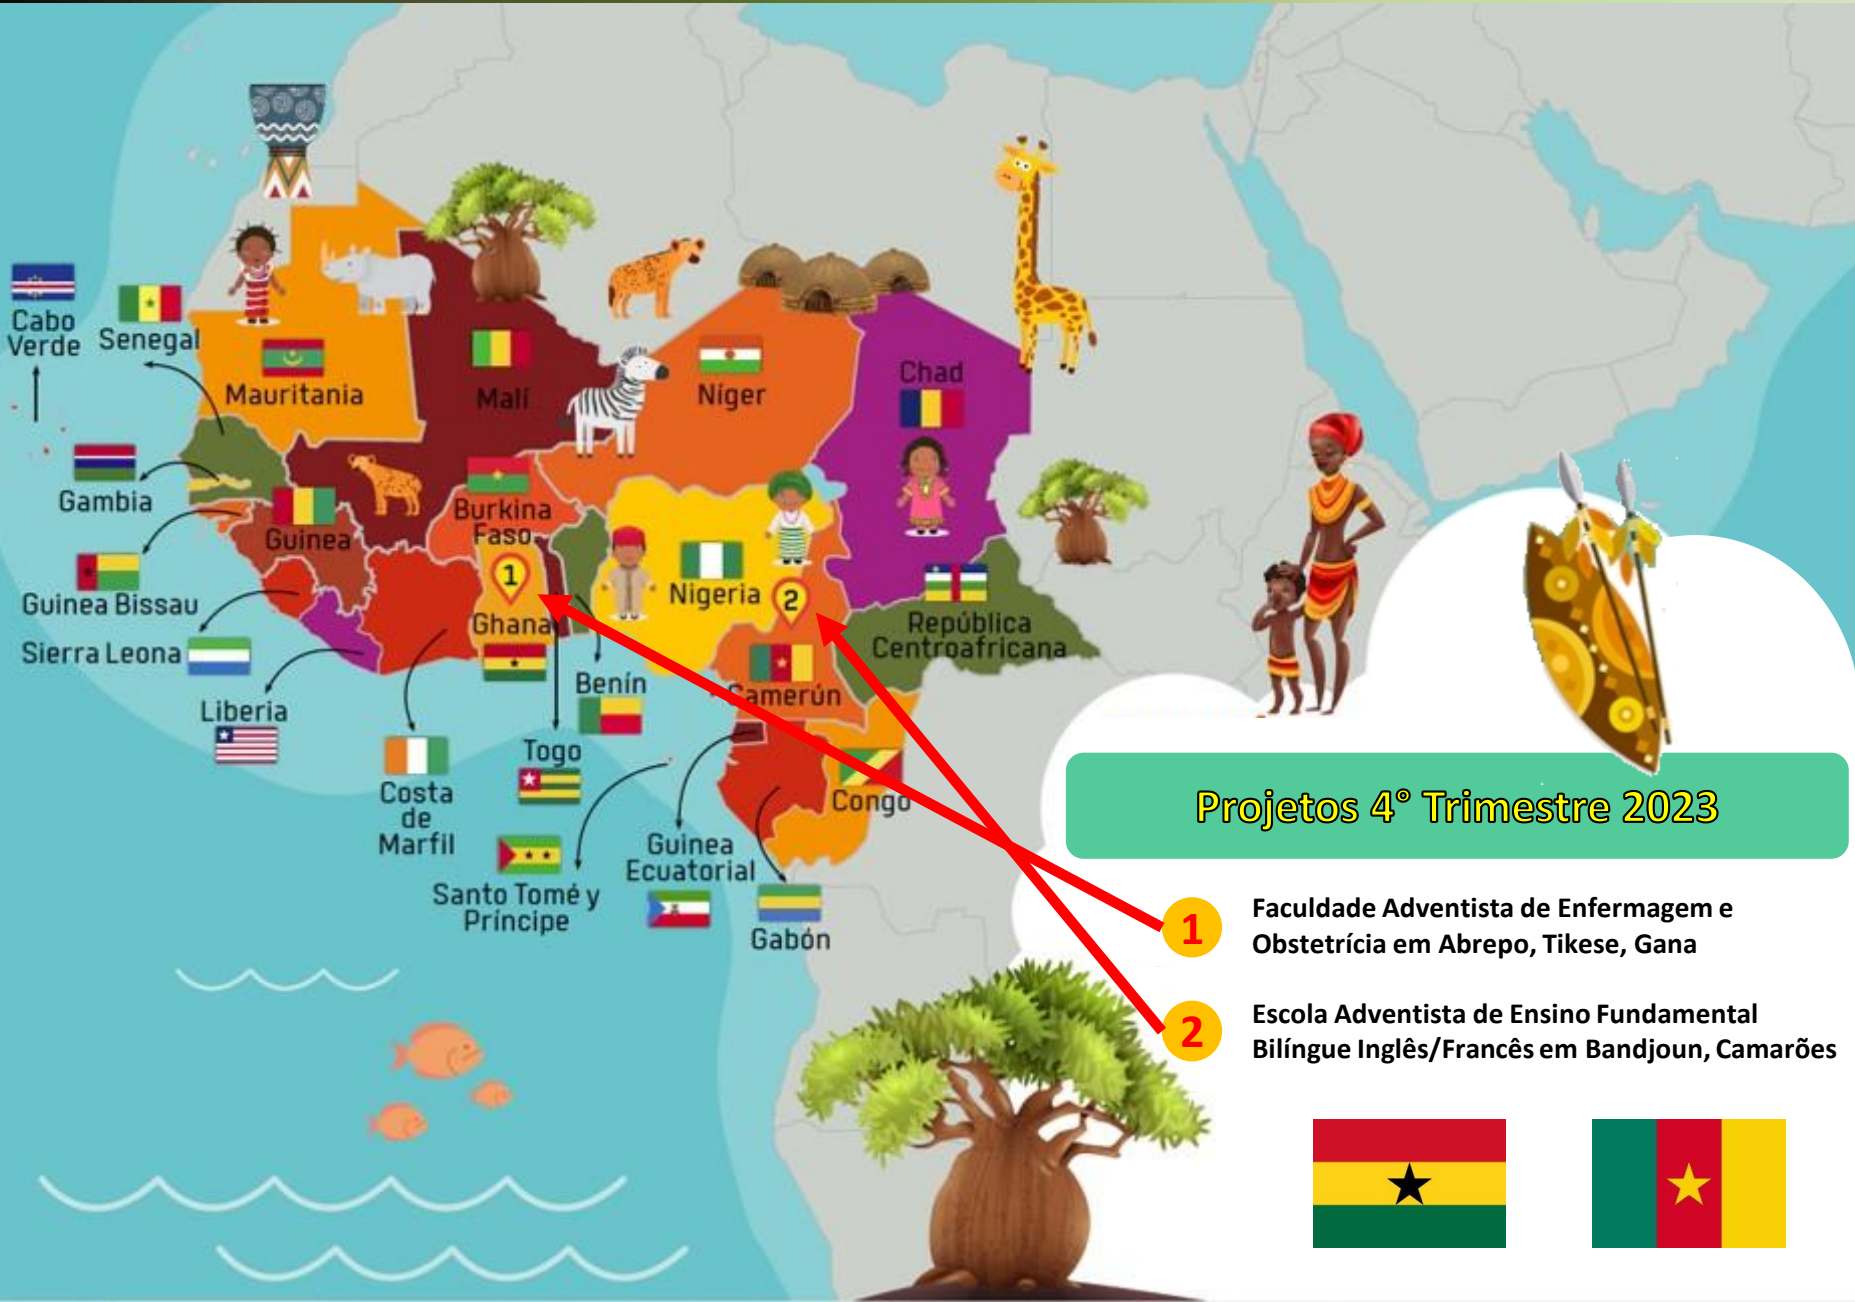 Cabo
Verde
Senegal
Mauritania
Malí
Níger
Chad
Gambia
Burkina
Faso
Guinea
1
Nigeria
2
Guinea Bissau
Ghana
República
Centroafricana
Sierra Leona
Benín
Camerún
Liberia
Togo
Costa
de
Marfil
Congo
Guinea
Ecuatorial
Santo Tomé y
Príncipe
Gabón
Projetos 4° Trimestre 2023
1
Faculdade Adventista de Enfermagem e
Obstetrícia em Abrepo, Tikese, Gana
2
Escola Adventista de Ensino Fundamental
Bilíngue Inglês/Francês em Bandjoun, Camarões